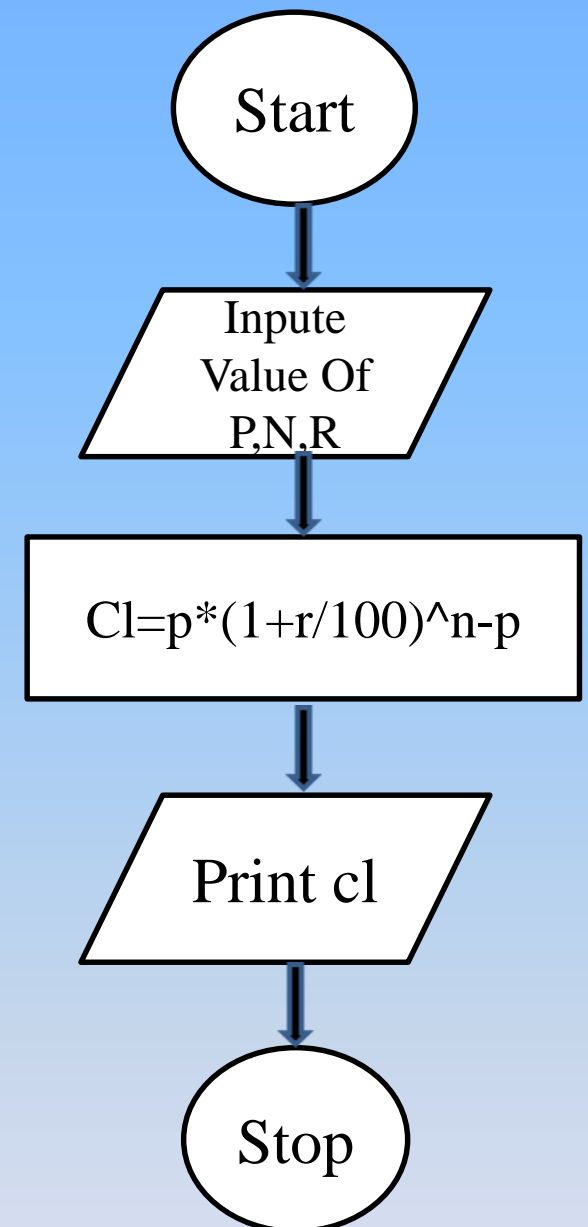 Start
Inpute
Value Of
P,N,R
Cl=p*(1+r/100)^n-p
Print cl
Stop